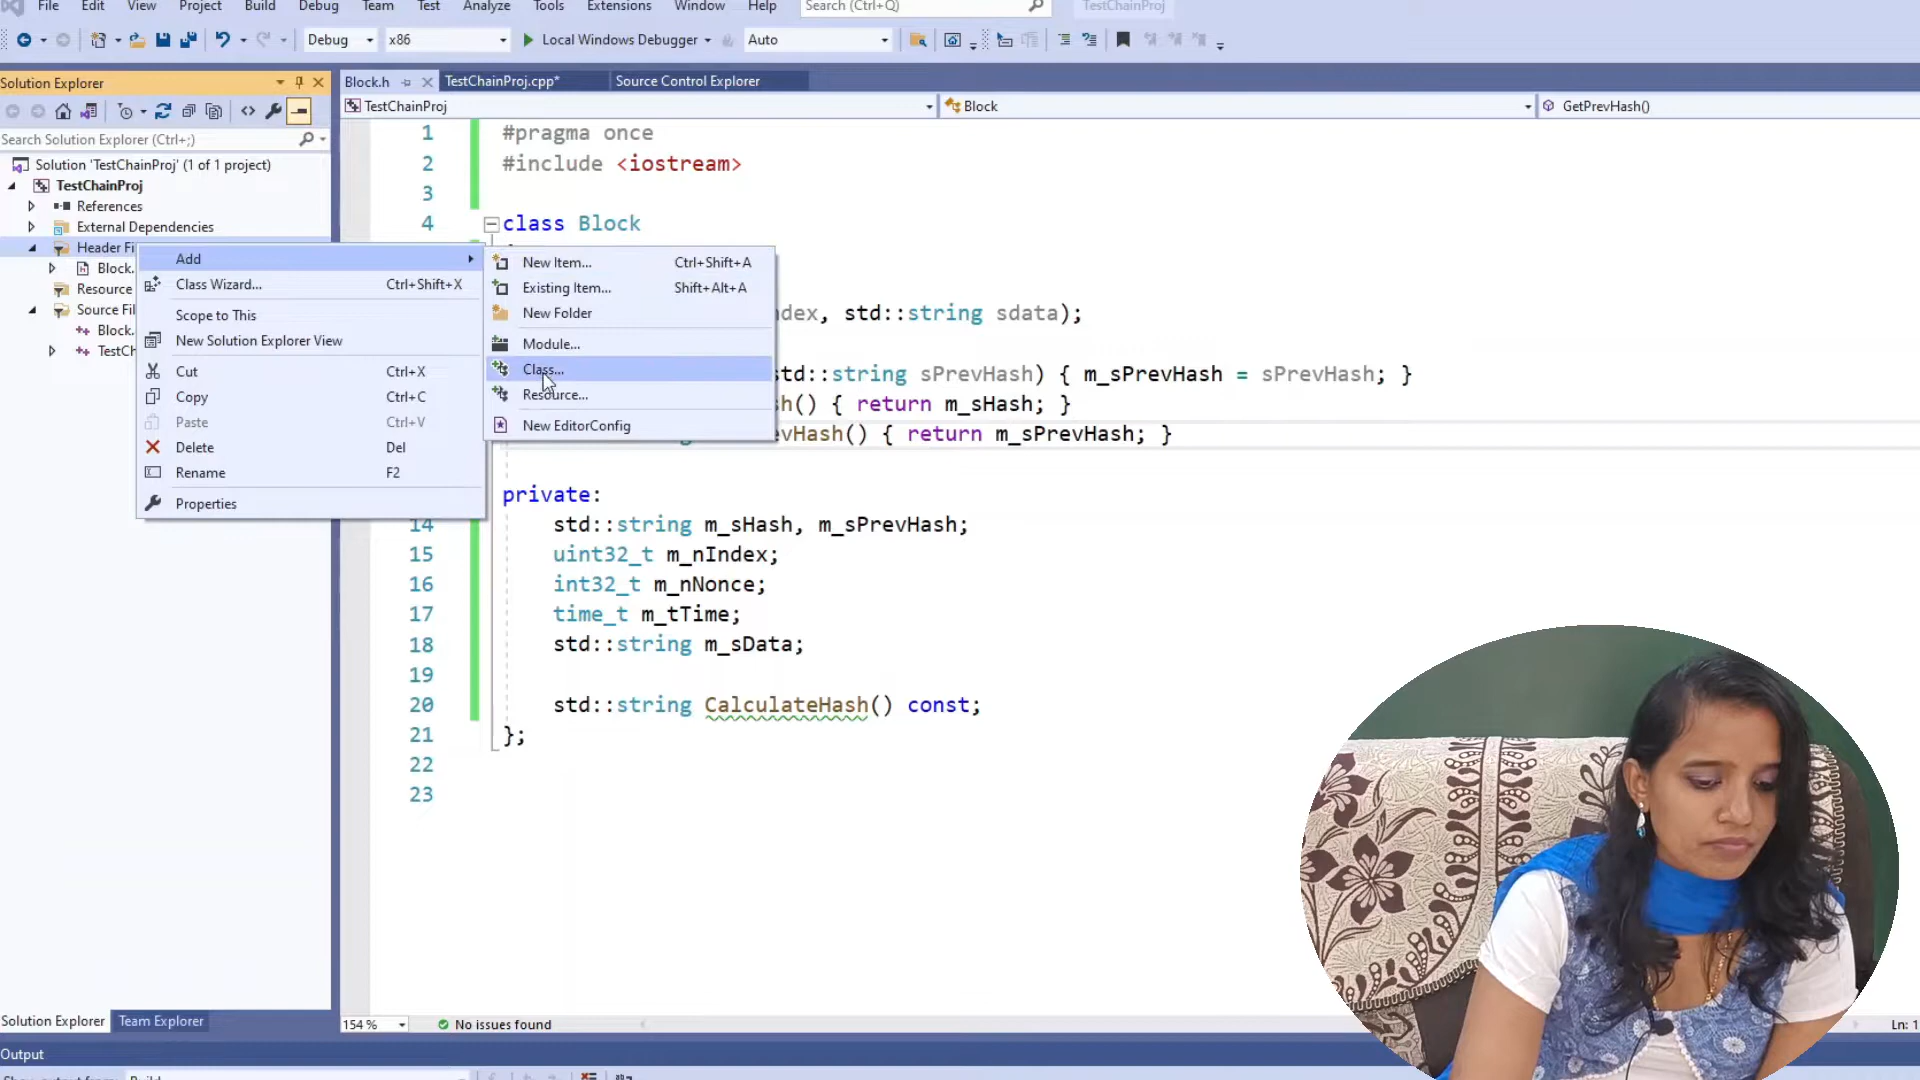 File Edit View Project Build Debug Team Test Analyze Tools Extensions Window Help Search (Ctrl+Q) TestChainProj
Debug x86 Local Windows Debugger Auto
Solution Explorer
Block.h TestChainProj.cpp* Source Control Explorer
TestChainProj Block GetPrevHash()
Search Solution Explorer (Ctrl+;)
Solution 'TestChainProj' (1 of 1 project)
TestChainProj
References
External Dependencies
Header Fi
Block.
Resource
Source Fil
Block.
TestCh
Add
Class Wizard... Ctrl+Shift+X
Scope to This
New Solution Explorer View
Cut Ctrl+X
Copy Ctrl+C
Paste Ctrl+V
Delete Del
Rename F2
Properties
New Item... Ctrl+Shift+A
Existing Item... Shift+Alt+A
New Folder
Module...
Class...
Resource...
New EditorConfig
1 #pragma once
2 #include <iostream>
3
4 class Block
ndex, std::string sdata);
std::string sPrevHash) { m_sPrevHash = sPrevHash; }
h() { return m_sHash; }
vHash() { return m_sPrevHash; }
private:
14 std::string m_sHash, m_sPrevHash;
15 uint32_t m_nIndex;
16 int32_t m_nNonce;
17 time_t m_tTime;
18 std::string m_sData;
19
20 std::string CalculateHash() const;
21 };
22
23
154 % No issues found Ln: 1
Solution Explorer Team Explorer
Output